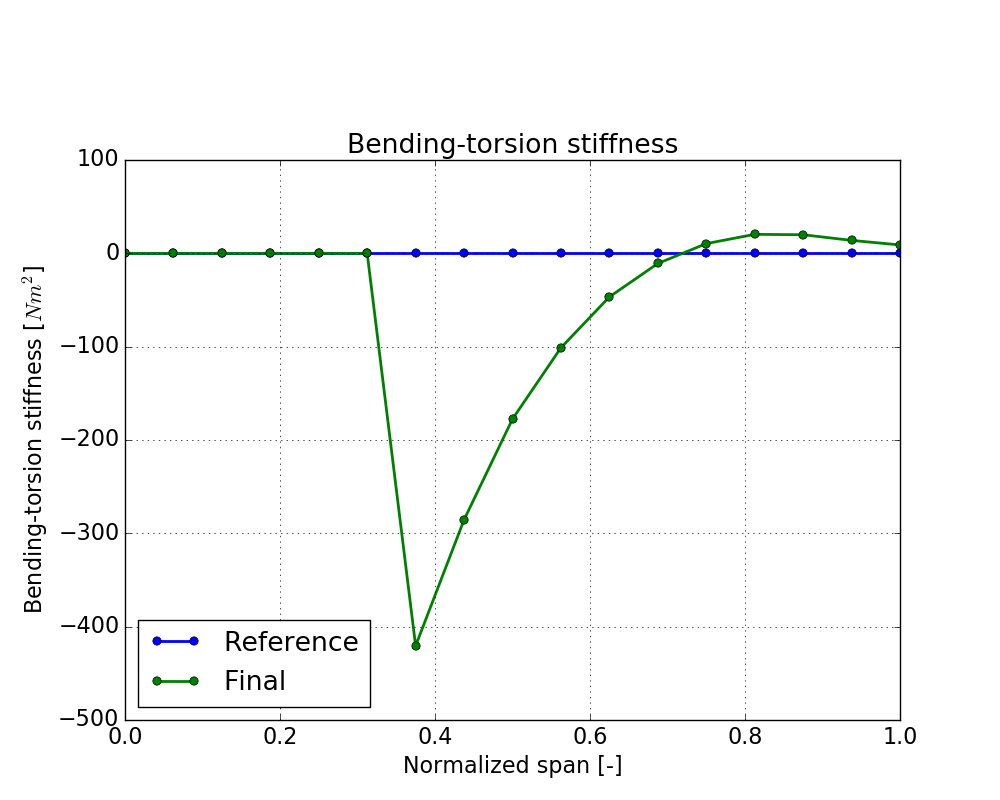 Bending-torsion stiffness
100
0
−100
−200
−300
−400
−500
Bending-torsion stiffness [Nm²]
Reference
Final
0.0 0.2 0.4 0.6 0.8 1.0
Normalized span [-]